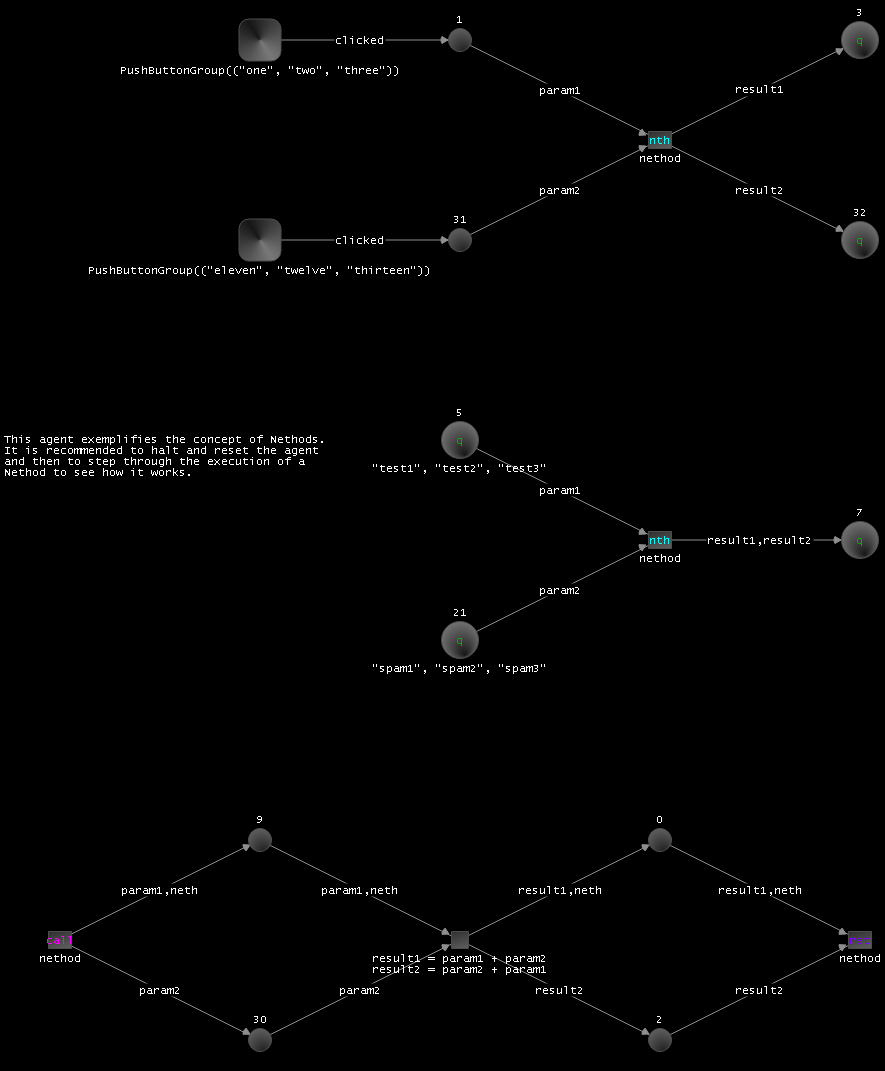 1
3
clicked
q
PushButtonGroup(("one", "two", "three"))
param1
result1
nth
nethod
param2
result2
31
32
clicked
q
PushButtonGroup(("eleven", "twelve", "thirteen"))
5
This agent exemplifies the concept of Nethods.
It is recommended to halt and reset the agent
and then to step through the execution of a
Nethod to see how it works.
q
"test1", "test2", "test3"
param1
7
nth
result1,result2
q
nethod
param2
21
q
"spam1", "spam2", "spam3"
9
0
param1,neth
param1,neth
result1,neth
result1,neth
call
nethod
result1 = param1 + param2
result2 = param2 + param1
nethod
param2
param2
result2
result2
30
2